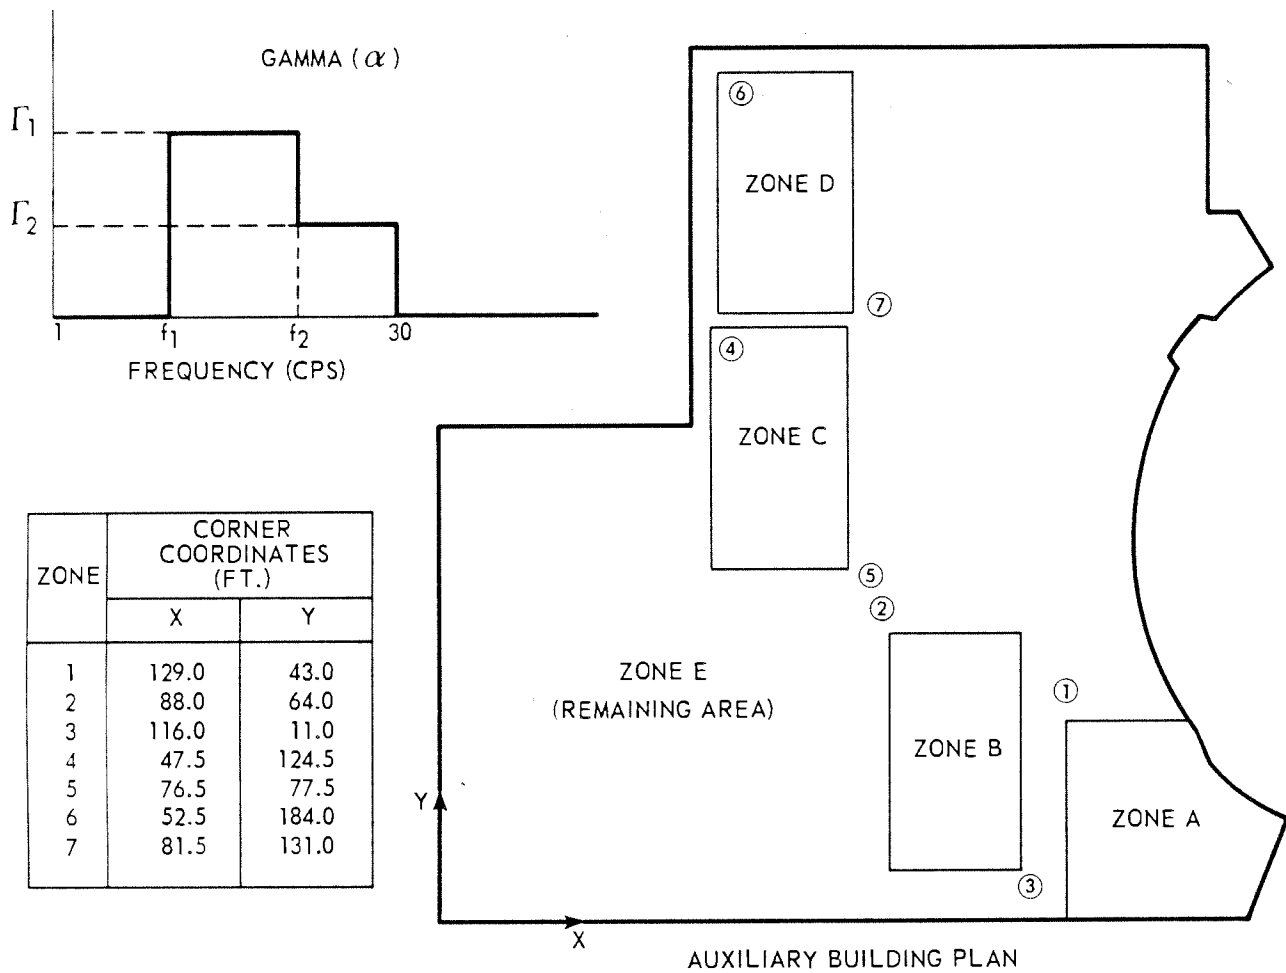 GAMMA (α)
Γ1
Γ2
1 f1 f2 30
FREQUENCY (CPS)
ZONE CORNER COORDINATES (FT.)
X Y
1 129.0 43.0
2 88.0 64.0
3 116.0 11.0
4 47.5 124.5
5 76.5 77.5
6 52.5 184.0
7 81.5 131.0
6
ZONE D
7
4
ZONE C
5
2
ZONE E
(REMAINING AREA)
1
ZONE B
ZONE A
3
Y
X
AUXILIARY BUILDING PLAN